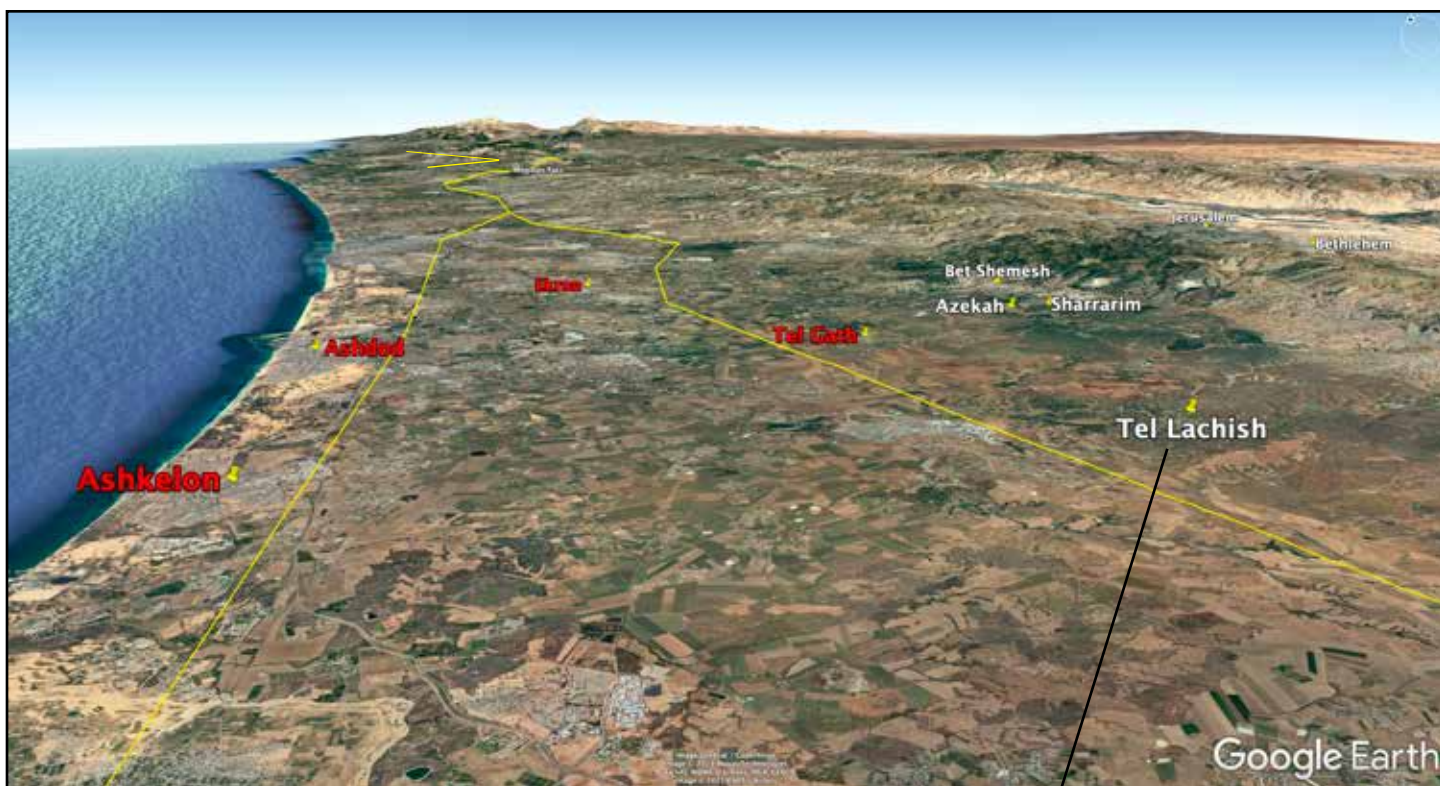 Jerusalem
Bethlehem
Bet Shemesh
Ekron
Azekah
Sharrarim
Tel Gath
Ashdod
Tel Lachish
Ashkelon
Google Earth